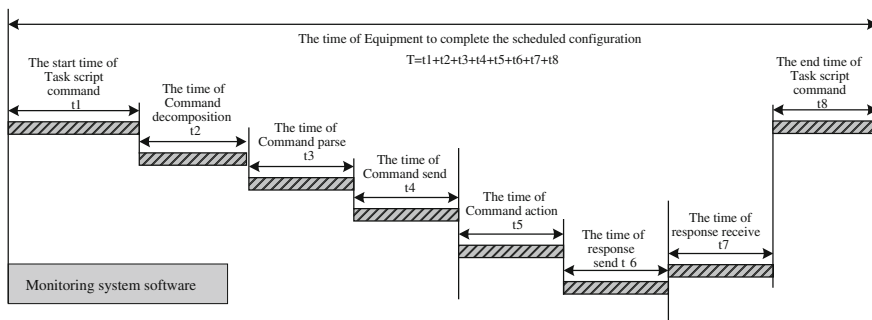 The time of Equipment to complete the scheduled configuration
T=t1+t2+t3+t4+t5+t6+t7+t8
The start time of
Task script
command
t1
The time of
Command
decomposition
t2
The time of
Command parse
t3
The time of
Command send
t4
The time of
Command action
t5
The time of
response
send t 6
The time of
response receive
t7
The end time of
Task script
command
t8
Monitoring system software